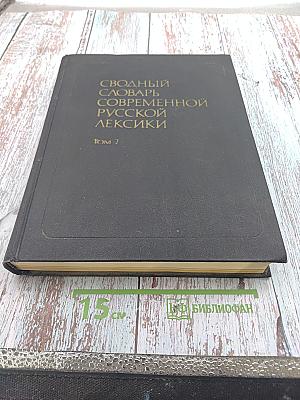 СВОДНЫЙ
СЛОВАРЬ
СОВРЕМЕННОЙ
РУССКОЙ
ЛЕКСИКИ
ТОМ 2
15 см
БИБЛИОФАН